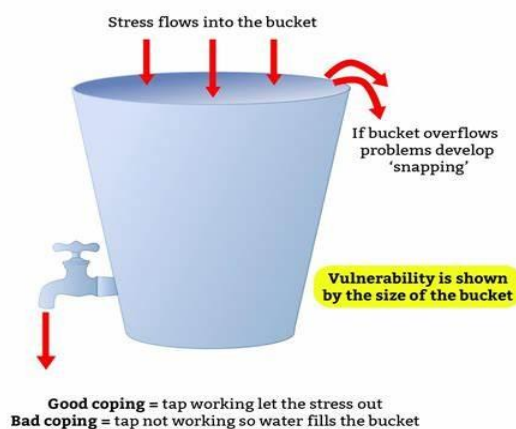 Stress flows into the bucket
If bucket overflows
problems develop
‘snapping’
Vulnerability is shown
by the size of the bucket
Good coping = tap working let the stress out
Bad coping = tap not working so water fills the bucket